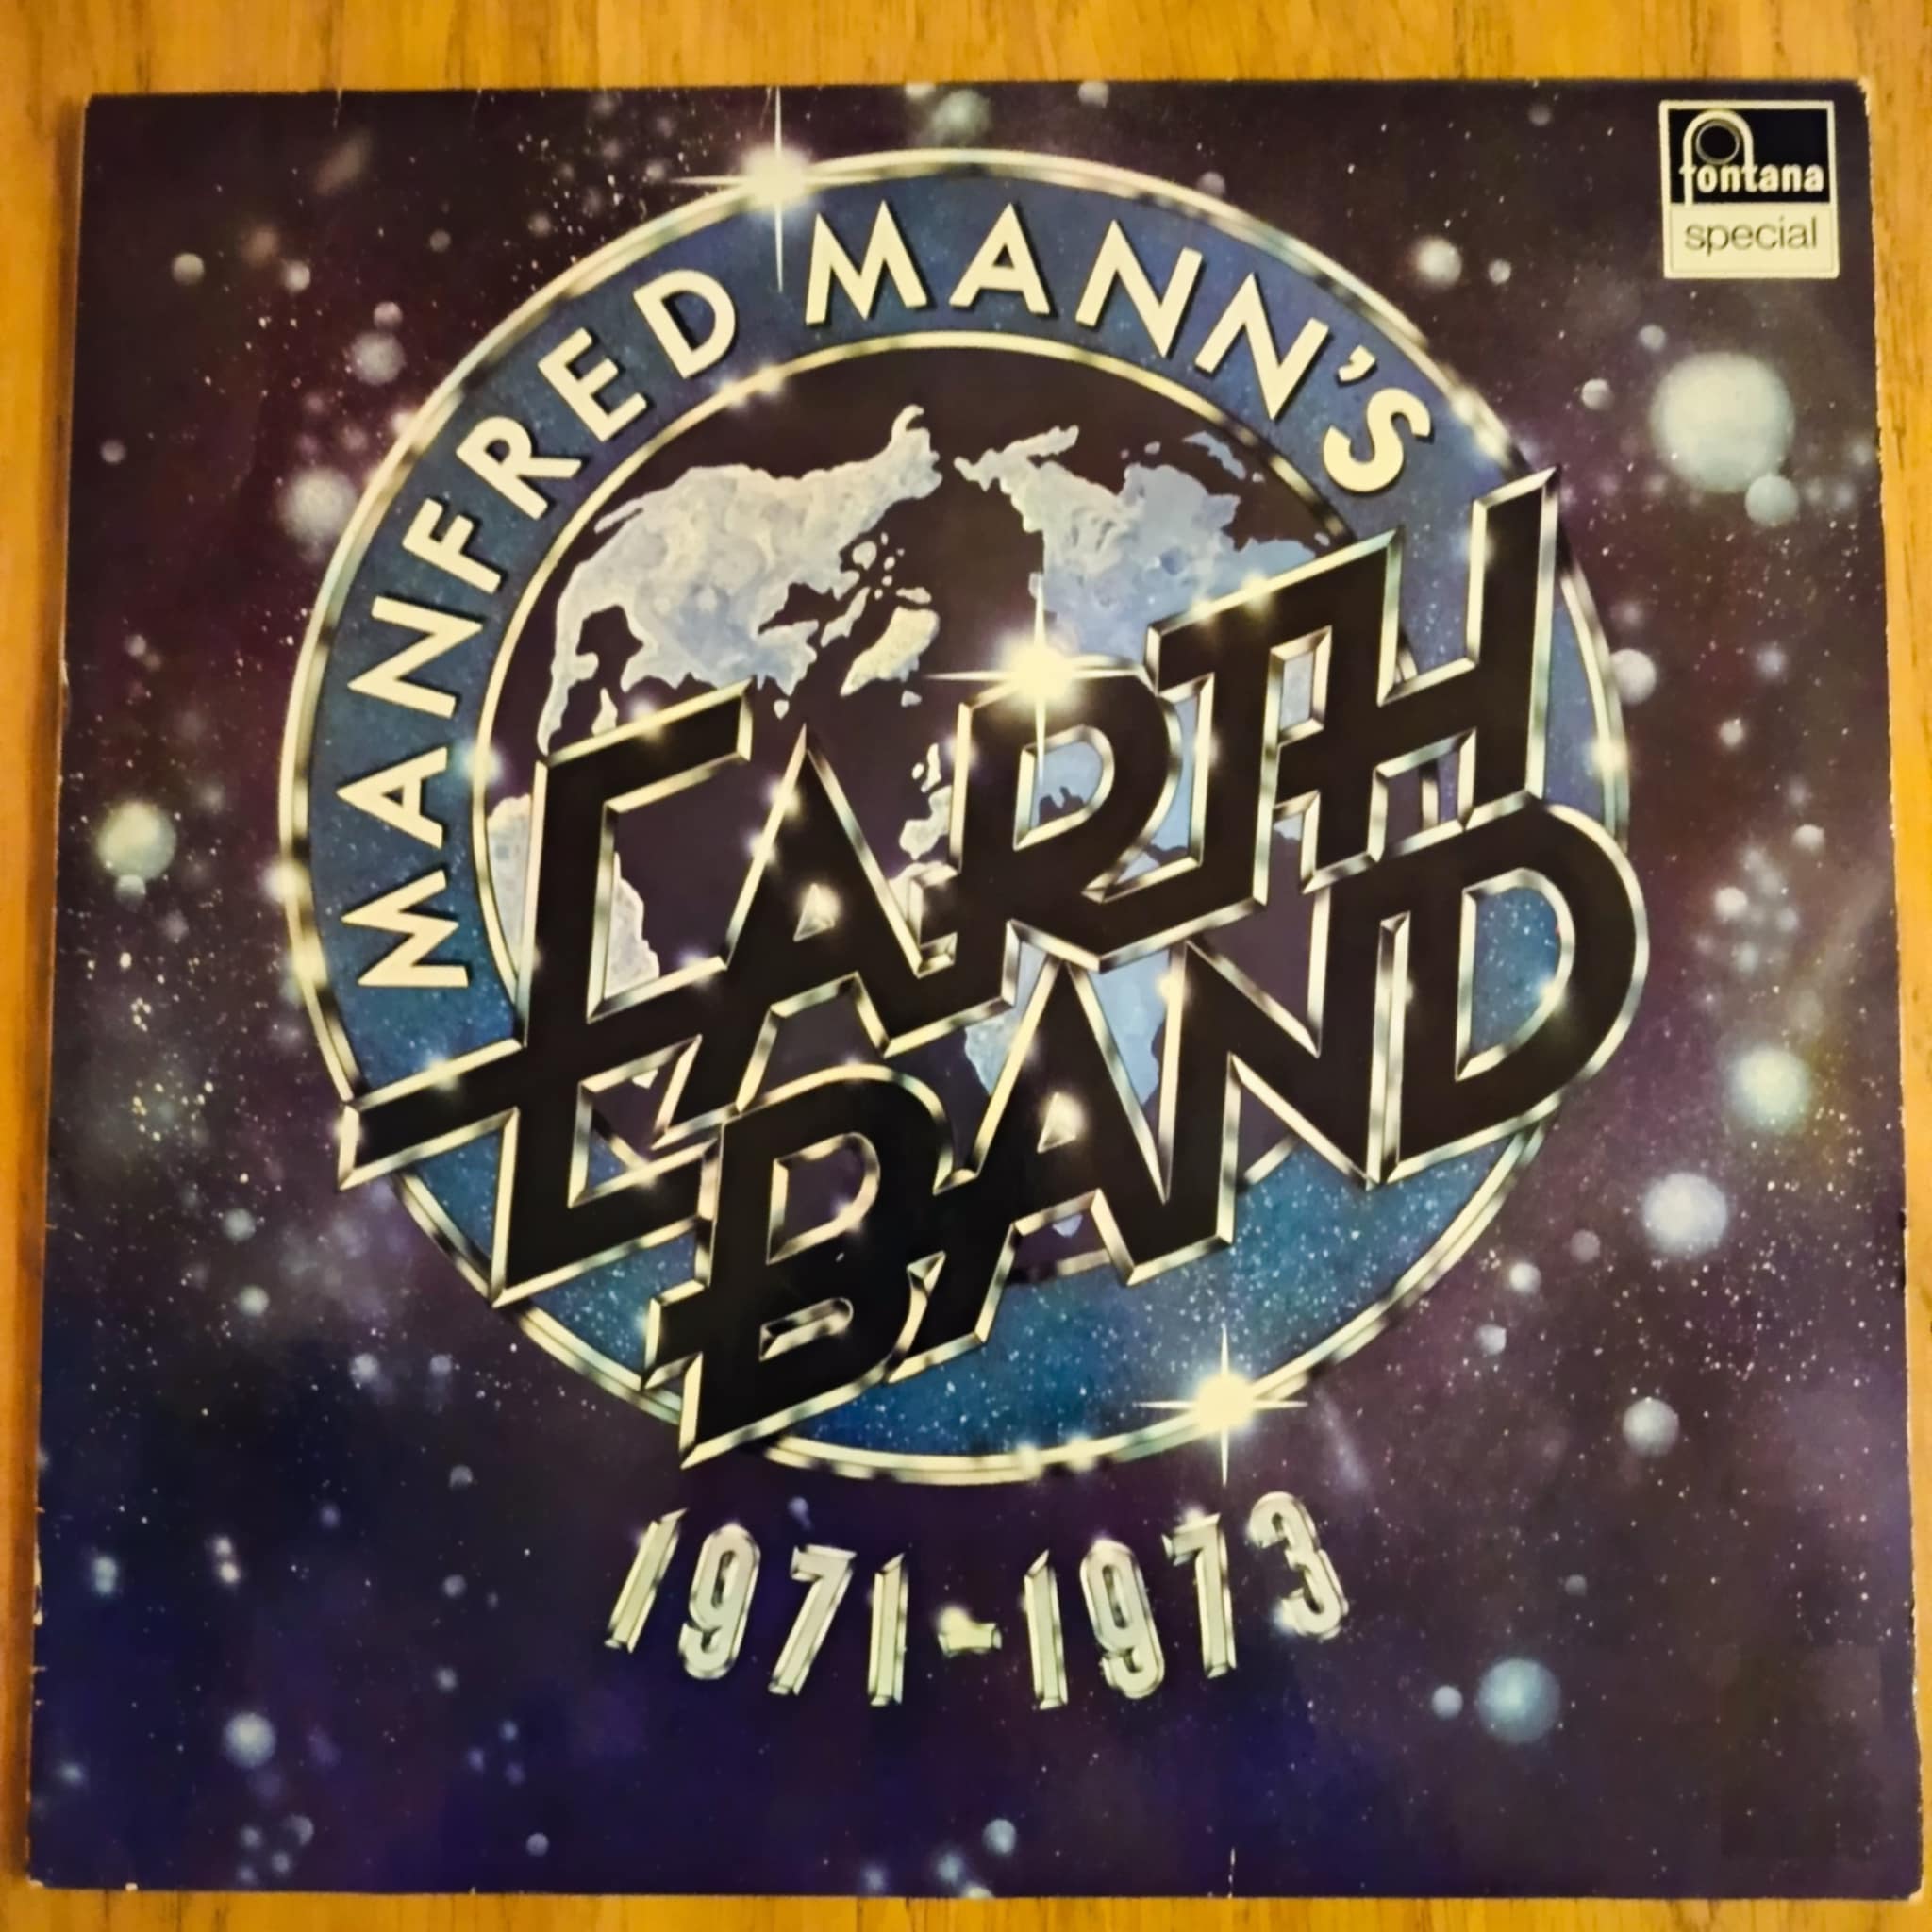 fontana
special
MANFRED MANN'S
EARTH
BAND
1971-1973